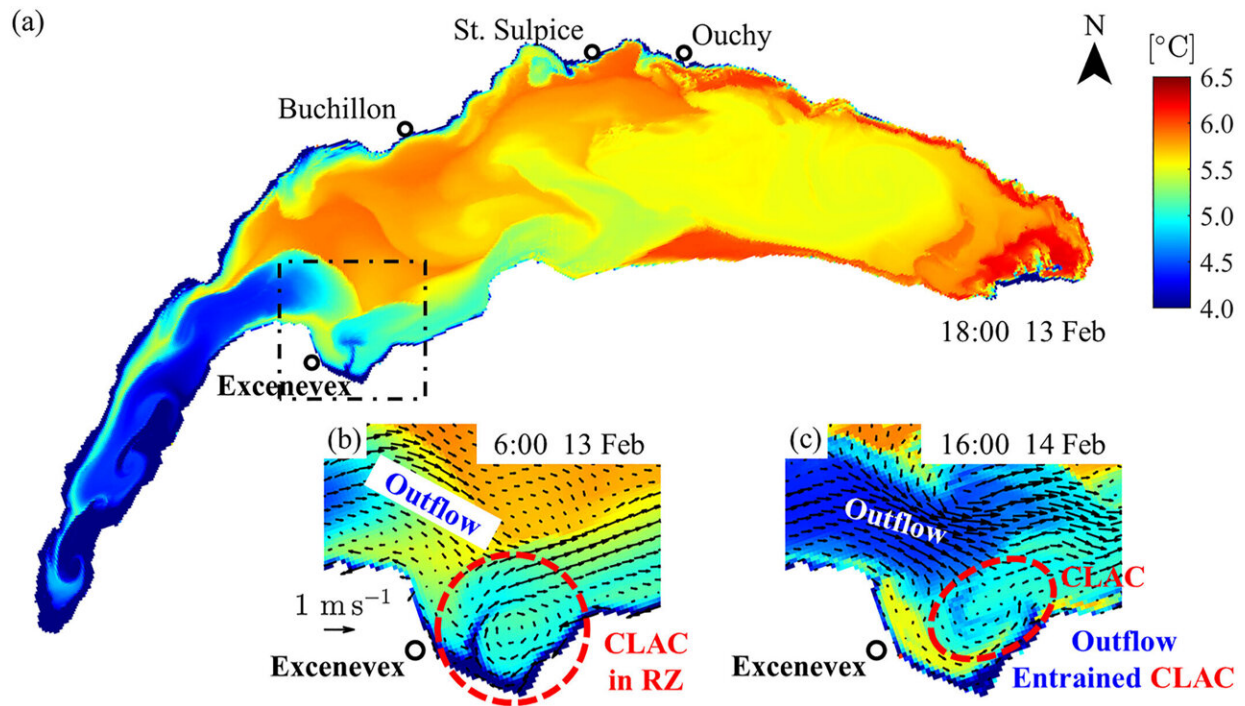 (a)
St. Sulpice
Ouchy
N
[°C]
Buchillon
6.5
6.0
5.5
5.0
4.5
4.0
18:00 13 Feb
Excenevex
(b)
6:00 13 Feb
Outflow
1 m s⁻¹
Excenevex
CLAC
in RZ
(c)
16:00 14 Feb
Outflow
CLAC
Excenevex
Outflow
Entrained CLAC